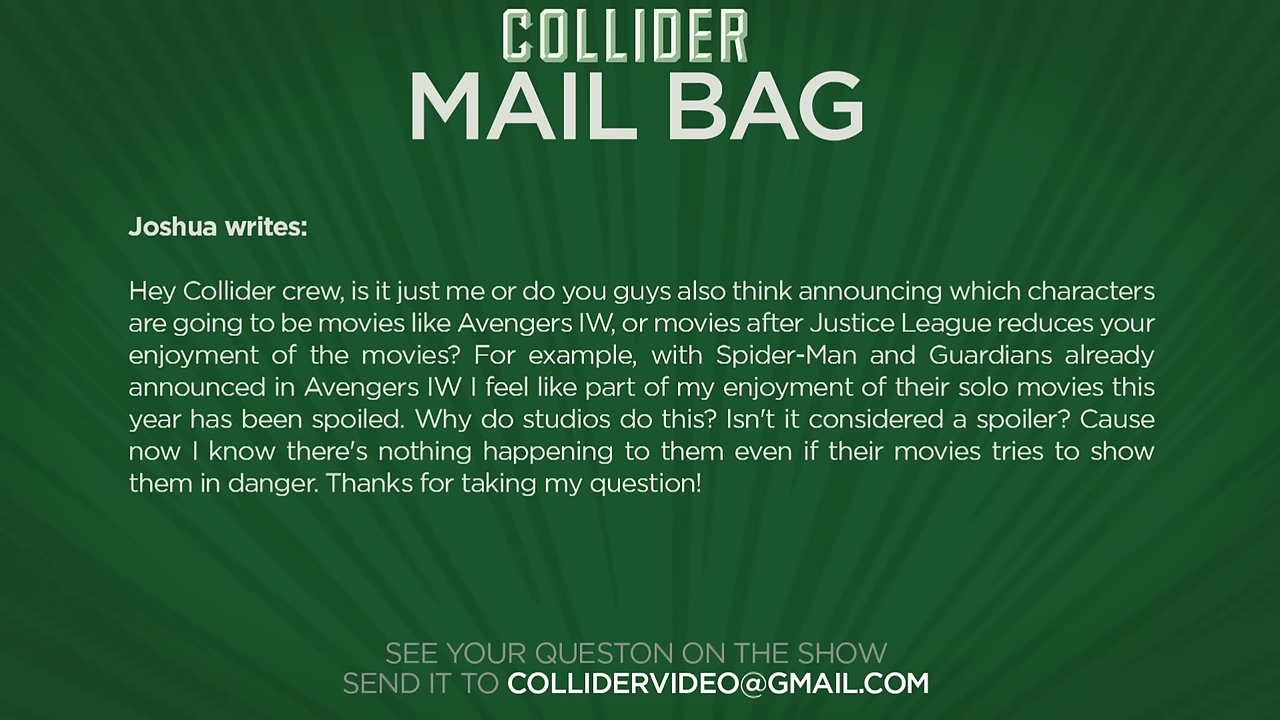 COLLIDER
MAIL BAG
Joshua writes:
Hey Collider crew, is it just me or do you guys also think announcing which characters
are going to be movies like Avengers IW, or movies after Justice League reduces your
enjoyment of the movies? For example, with Spider-Man and Guardians already
announced in Avengers IW I feel like part of my enjoyment of their solo movies this
year has been spoiled. Why do studios do this? Isn't it considered a spoiler? Cause
now I know there's nothing happening to them even if their movies tries to show
them in danger. Thanks for taking my question!
SEE YOUR QUESTON ON THE SHOW
SEND IT TO COLLIDERVIDEO@GMAIL.COM